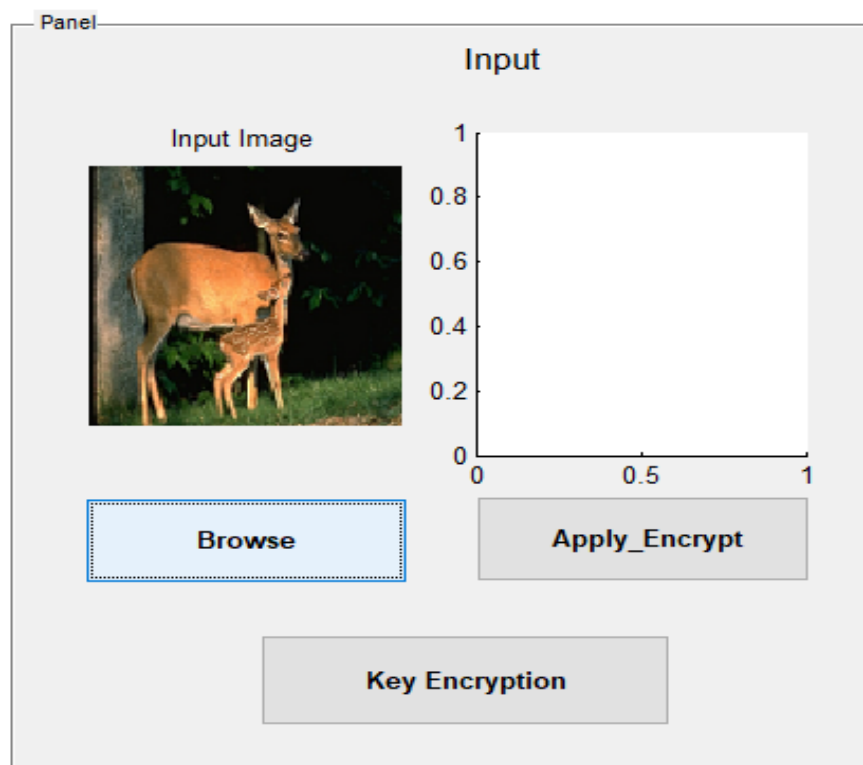 Panel
Input
Input Image
1
0.8
0.6
0.4
0.2
0
0 0.5 1
Browse
Apply_Encrypt
Key Encryption